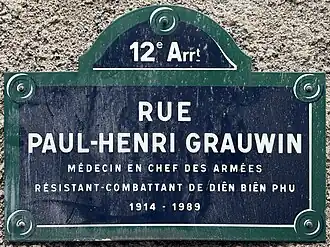 12e Arrt
RUE
PAUL-HENRI GRAUWIN
MÉDECIN EN CHEF DES ARMÉES
RÉSISTANT-COMBATTANT DE DIÊN BIÊN PHU
1914 - 1989